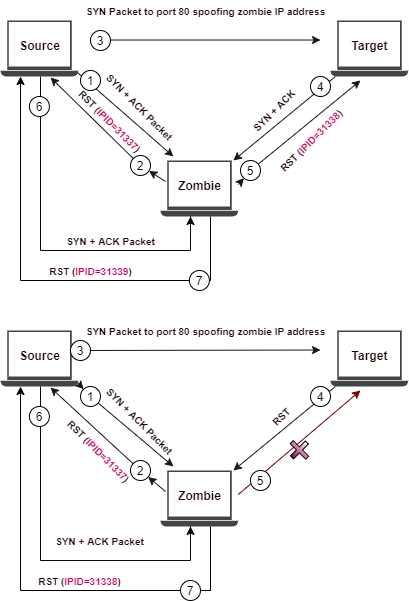 SYN Packet to port 80 spoofing zombie IP address
Source
3
Target
1
4
6
SYN + ACK Packet
SYN + ACK
RST (IPID=31337)
2
5
RST (IPID=31338)
Zombie
SYN + ACK Packet
RST (IPID=31339)
7
SYN Packet to port 80 spoofing zombie IP address
Source
3
Target
1
4
6
SYN + ACK Packet
RST
RST (IPID=31337)
2
5
Zombie
SYN + ACK Packet
RST (IPID=31338)
7